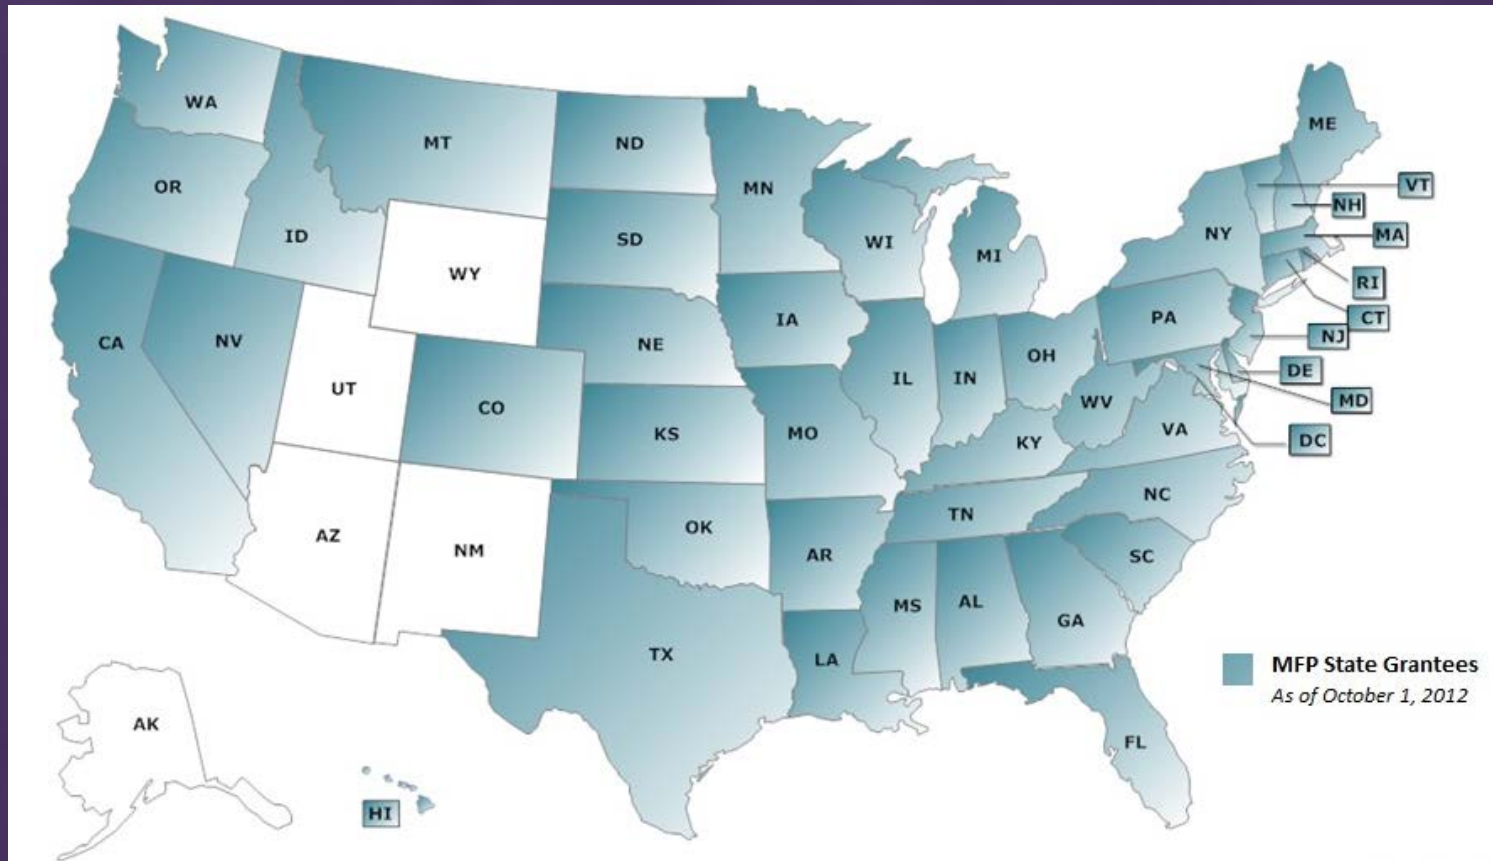 WA
MT
ND
MN
ME
OR
ID
SD
WI
MI
NY
VT
NH
MA
RI
CT
NJ
WY
IA
NE
PA
CA
NV
UT
CO
KS
MO
IL
IN
OH
WV
KY
VA
DE
MD
DC
AZ
NM
OK
AR
TN
NC
SC
MS
AL
GA
TX
LA
FL
AK
HI
MFP State Grantees
As of October 1, 2012